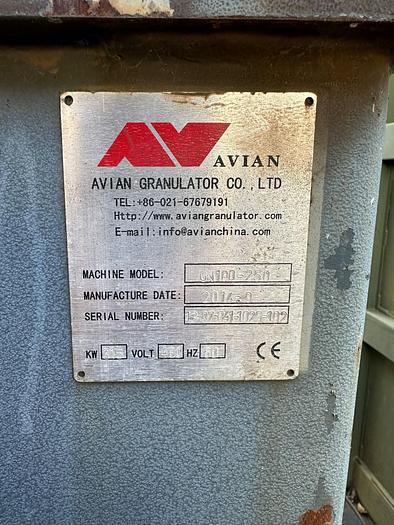 AVIAN
AVIAN GRANULATOR CO.,LTD
TEL:+86-021-67679191
Http://www.aviangranulator.com
E-mail:info@avianchina.com
MACHINE MODEL:
MANUFACTURE DATE:
SERIAL NUMBER:
KW VOLT HZ CE